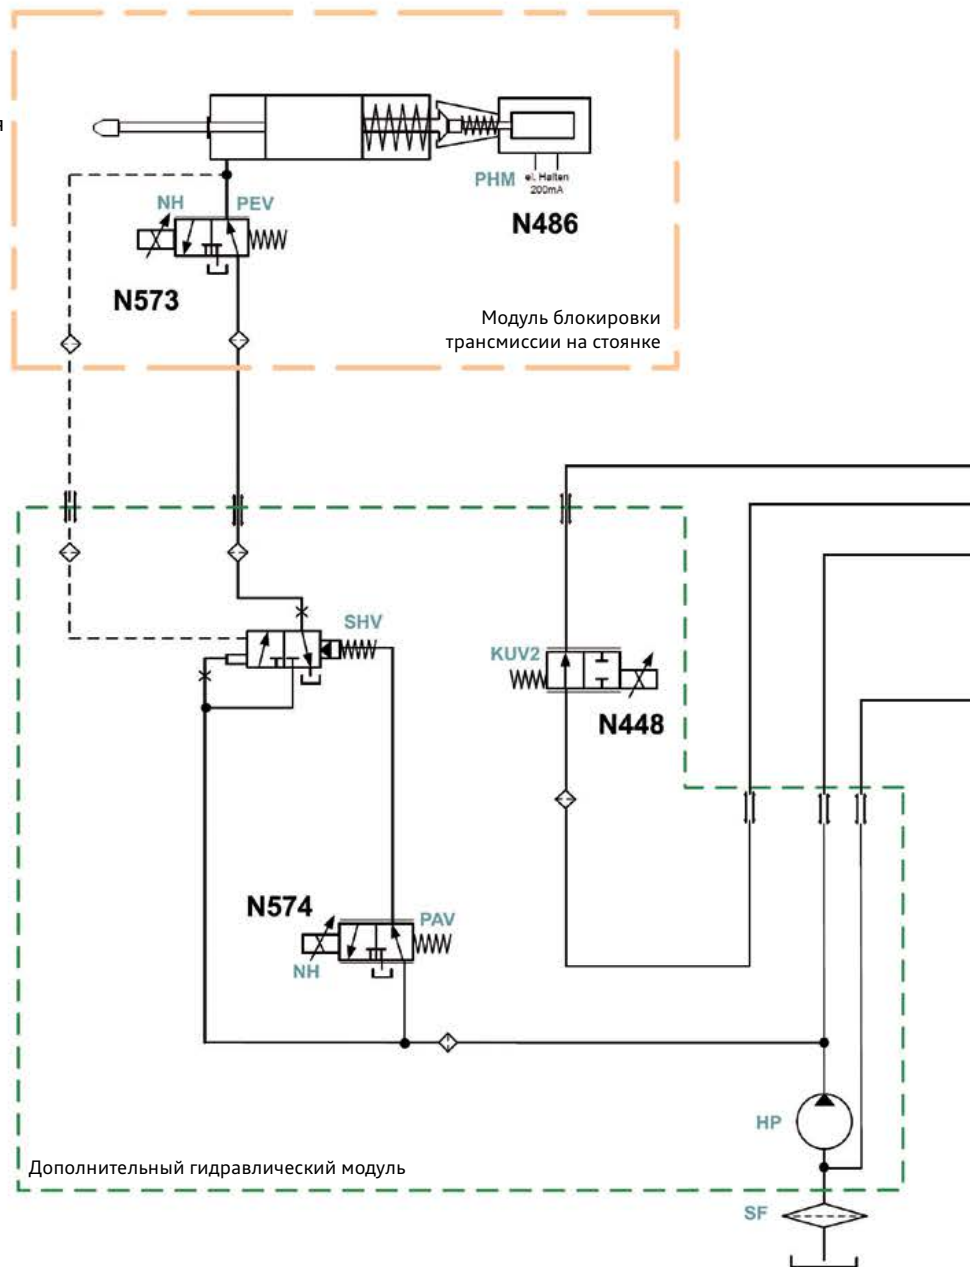 я
PHM
el. Halten
200mA
N486
NH
PEV
N573
Модуль блокировки
трансмиссии на стоянке
SHV
KUV2
N448
N574
PAV
NH
HP
Дополнительный гидравлический модуль
SF